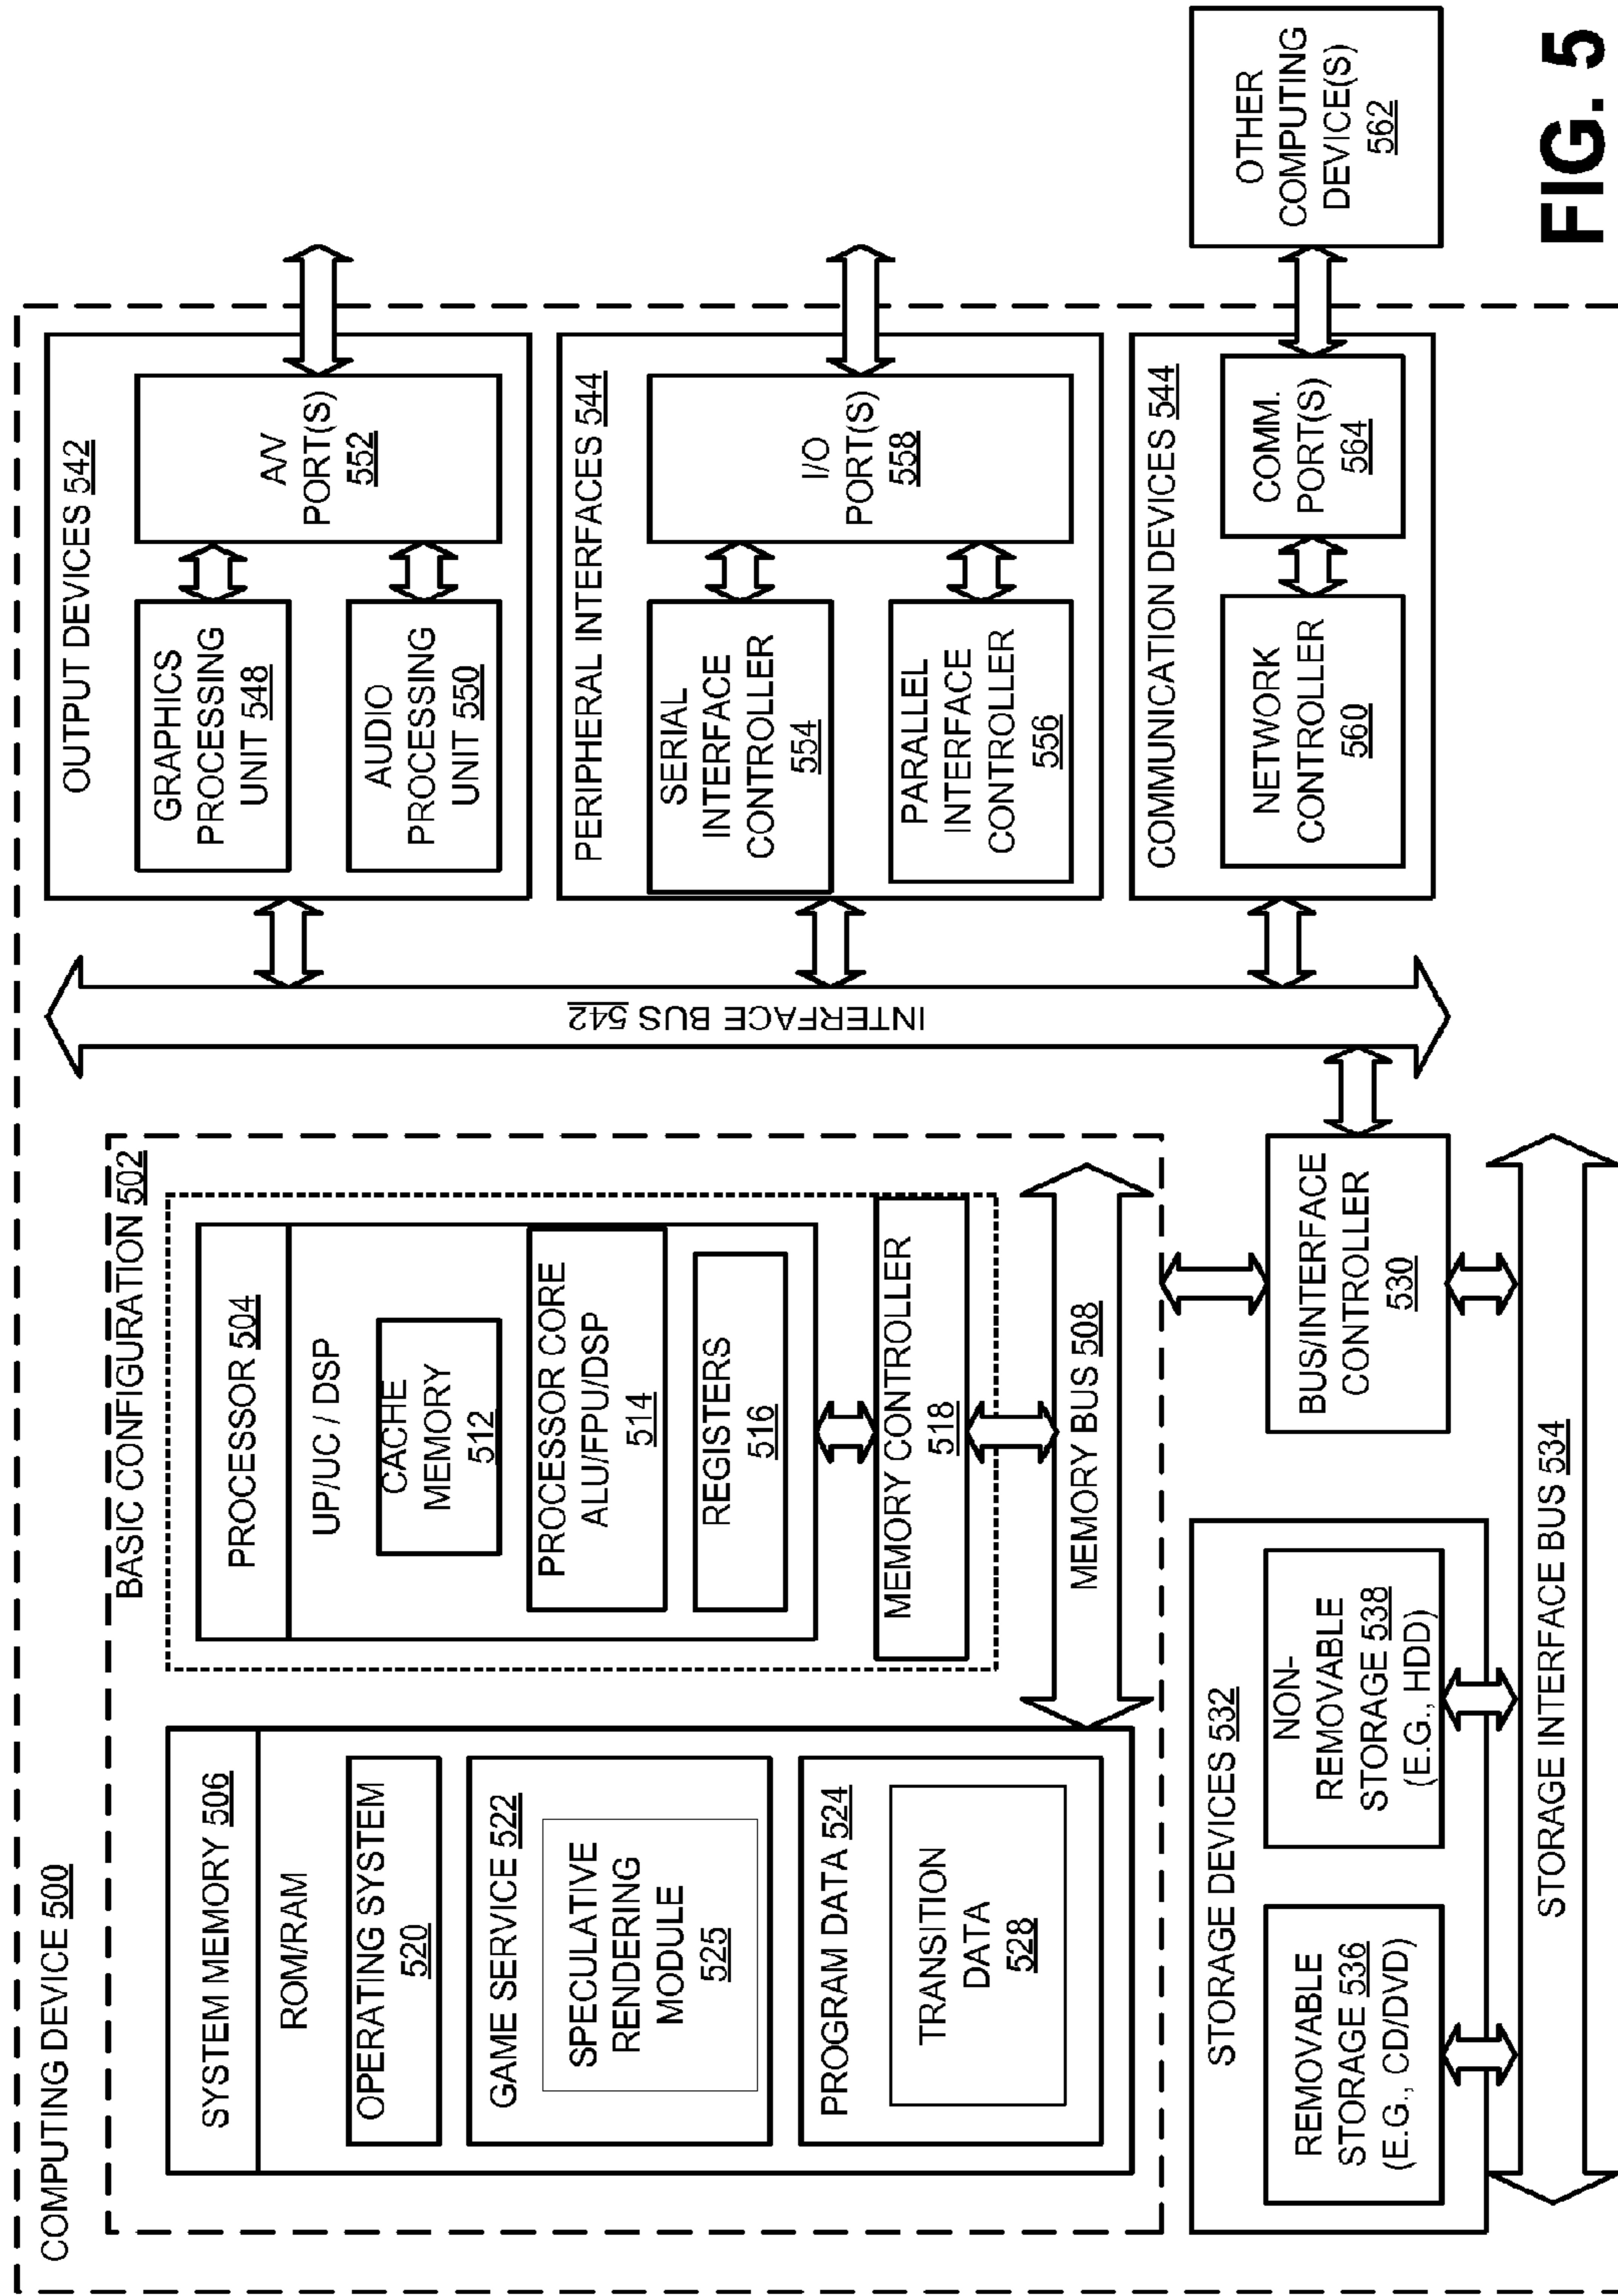 COMPUTING DEVICE 500
BASIC CONFIGURATION 502
SYSTEM MEMORY 506
ROM/RAM
OPERATING SYSTEM
520
GAME SERVICE 522
SPECULATIVE
RENDERING
MODULE
525
PROGRAM DATA 524
TRANSITION
DATA
528
PROCESSOR 504
UP/UC / DSP
CACHE
MEMORY
512
PROCESSOR CORE
ALU/FPU/DSP
514
REGISTERS
516
MEMORY CONTROLLER
518
MEMORY BUS 508
STORAGE DEVICES 532
REMOVABLE
STORAGE 536
(E.G., CD/DVD)
NON-
REMOVABLE
STORAGE 538
(E.G., HDD)
BUS/INTERFACE
CONTROLLER
530
STORAGE INTERFACE BUS 534
INTERFACE BUS 542
OUTPUT DEVICES 542
GRAPHICS
PROCESSING
UNIT 548
AUDIO
PROCESSING
UNIT 550
A/V
PORT(S)
552
PERIPHERAL INTERFACES 544
SERIAL
INTERFACE
CONTROLLER
554
PARALLEL
INTERFACE
CONTROLLER
556
I/O
PORT(S)
558
COMMUNICATION DEVICES 544
NETWORK
CONTROLLER
560
COMM.
PORT(S)
564
OTHER
COMPUTING
DEVICE(S)
562
FIG. 5